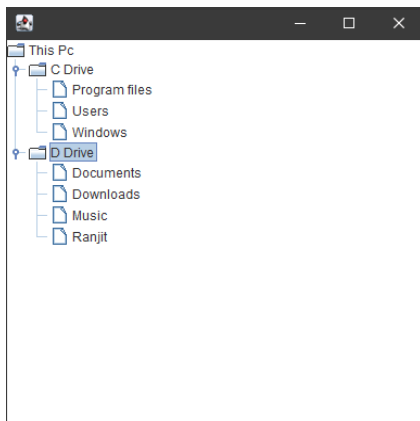 This Pc
C Drive
Program files
Users
Windows
D Drive
Documents
Downloads
Music
Ranjit